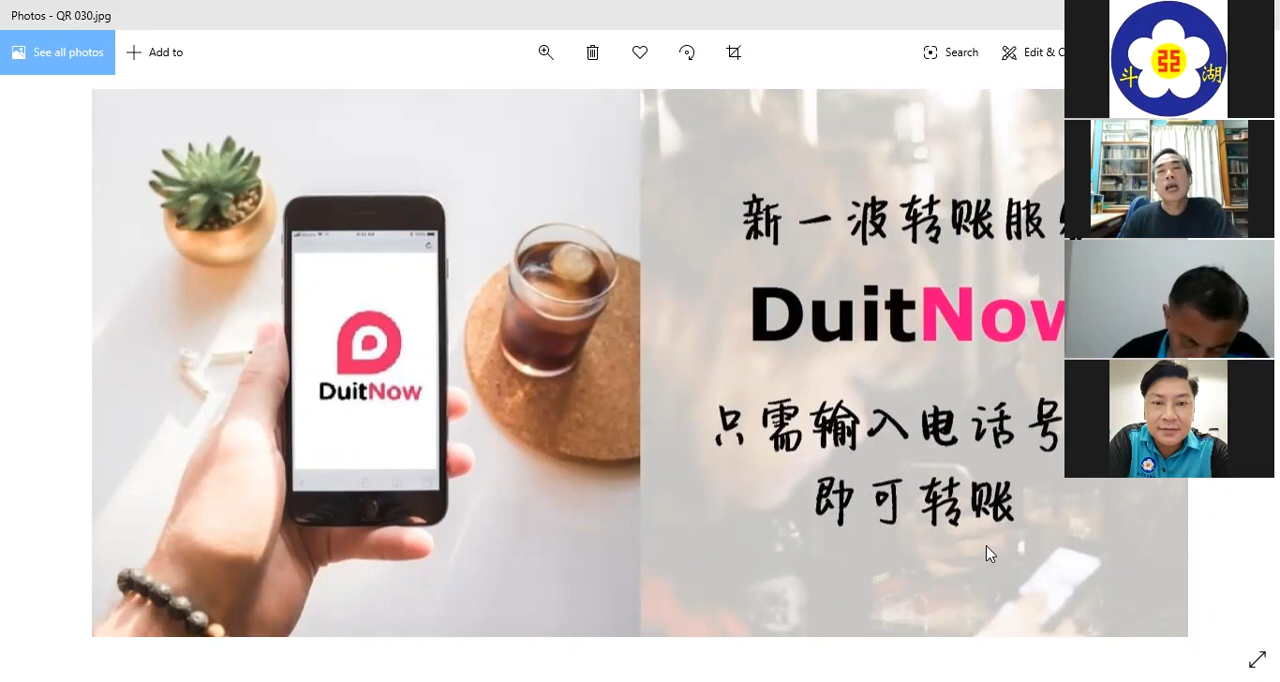 Photos - QR 030.jpg
See all photos
Add to
Search
Edit & C
斗 亞 湖
新一波转账服
DuitNow
DuitNow
只需输入电话号
即可转账